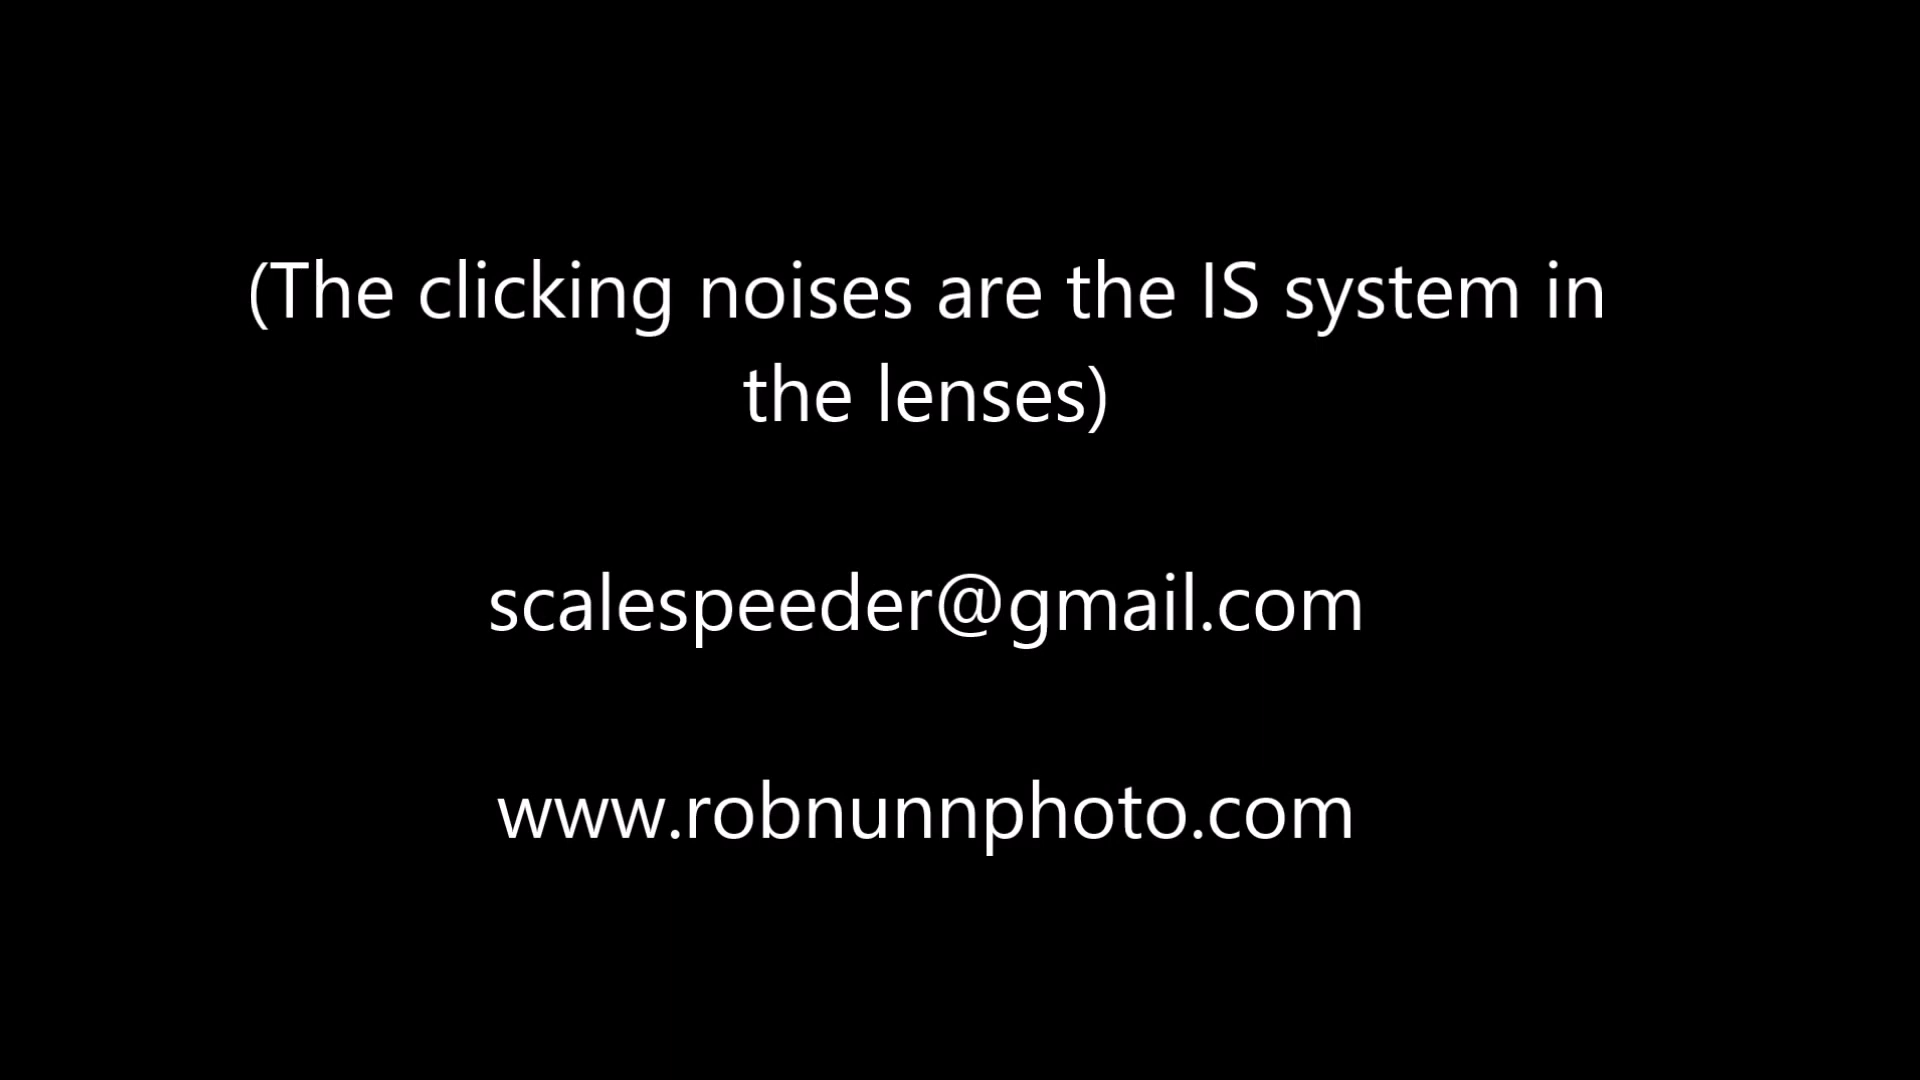 (The clicking noises are the IS system in
the lenses)
scalespeeder@gmail.com
www.robnunnphoto.com